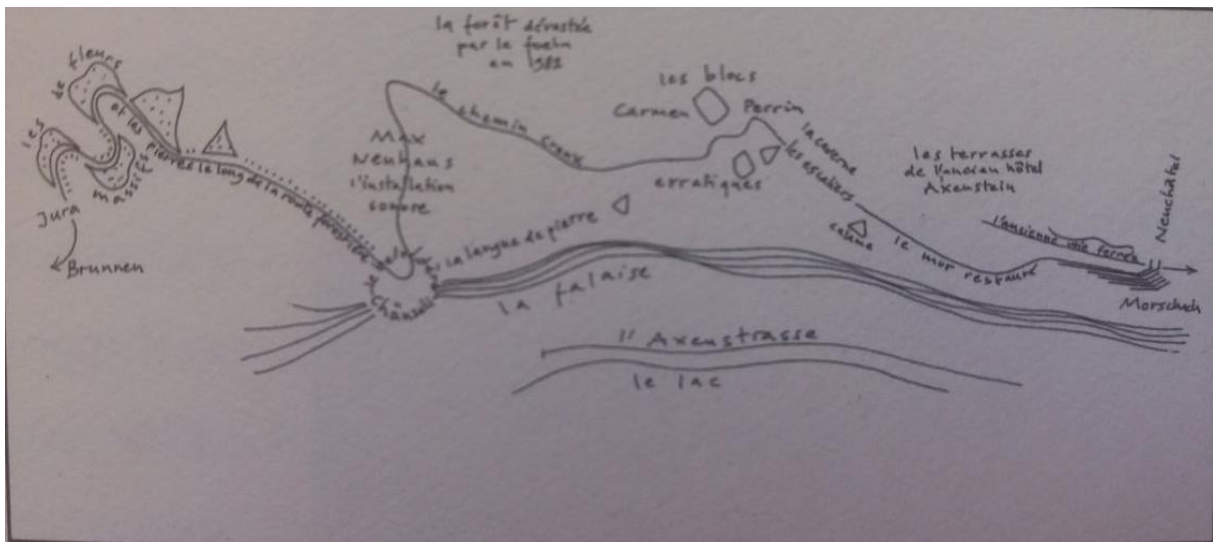 la forêt dévastée
par le foehn
en 1982
les blocs
Carmen Perrin
erratiques
les massifs
de fleurs
et les pierres le long de la route forestière
Jura
Brunnen
Max
Neuhaus
l'installation
sonore
le chemin creux
la caverne
les escaliers
les terrasses
de l'ancien hôtel
Axenstein
Neuchâtel
l'ancienne voie ferrée
Morschach
le mur restauré
la langue de pierre
Chänzeli
la falaise
l'Axenstrasse
le lac